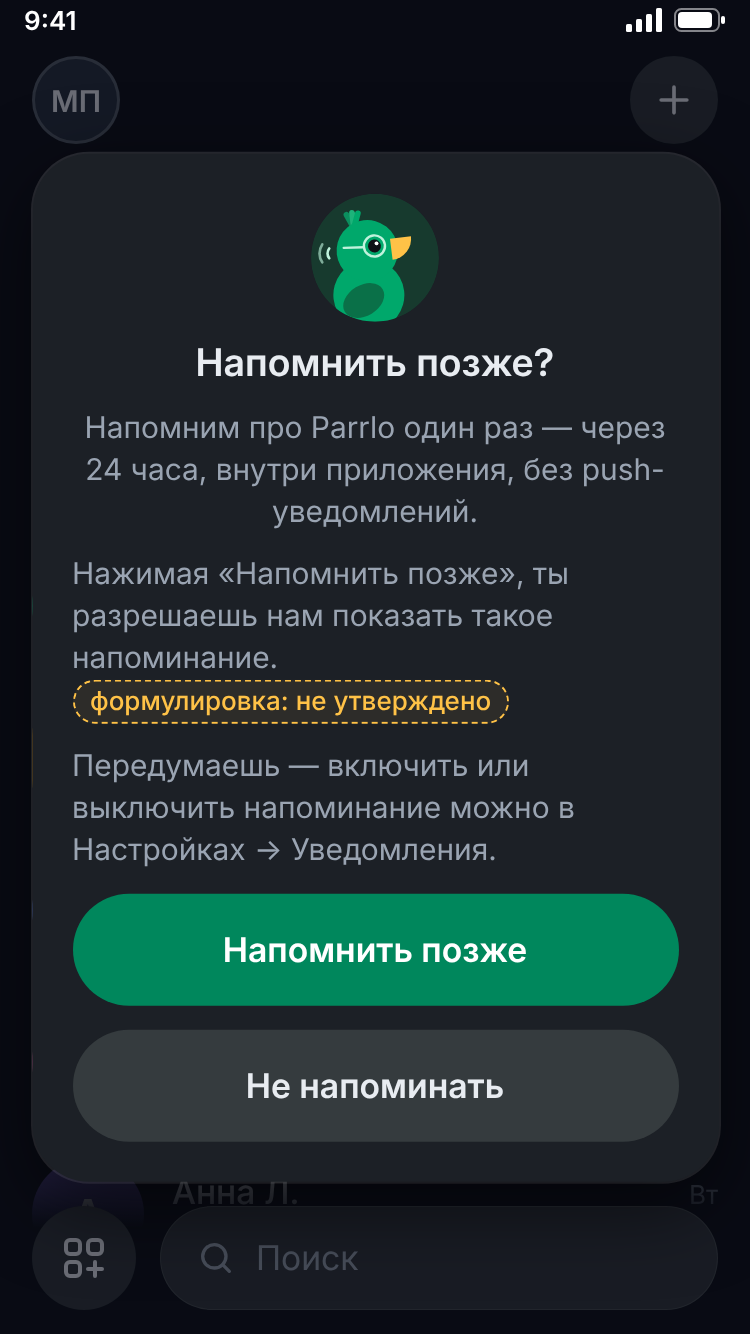 9:41
МП
Напомнить позже?
Напомним про Parrlo один раз — через
24 часа, внутри приложения, без push-
уведомлений.
Нажимая «Напомнить позже», ты
разрешаешь нам показать такое
напоминание.
формулировка: не утверждено
Передумаешь — включить или
выключить напоминание можно в
Настройках → Уведомления.
Напомнить позже
Не напоминать
Анна Л.
Вт
Поиск